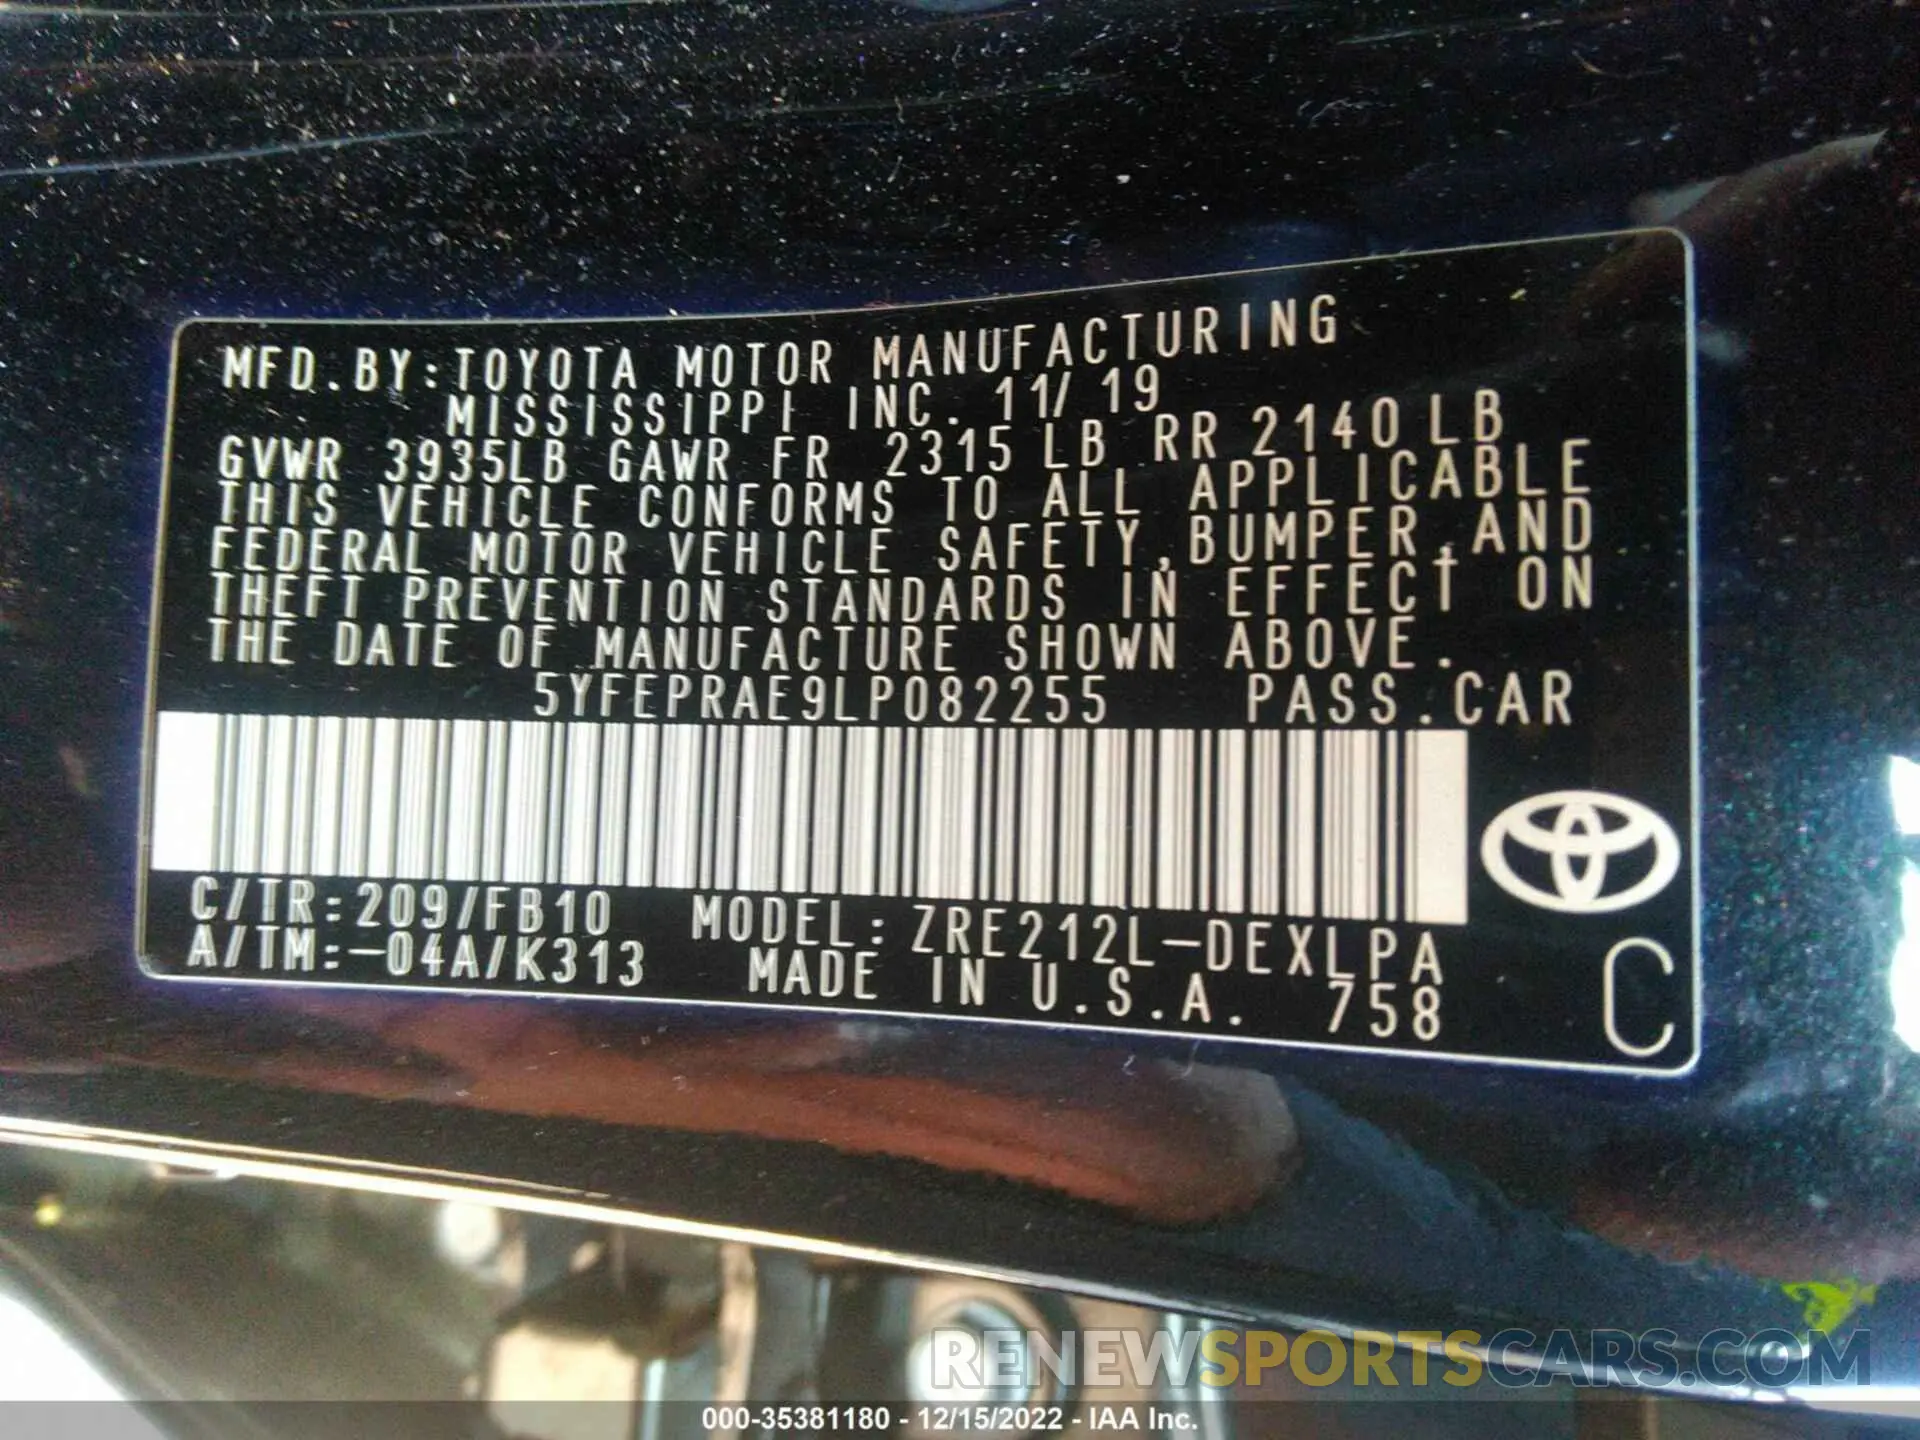 MFD.BY:TOYOTA MOTOR MANUFACTURING
MISSISSIPPI INC. 11/19
GVWR 3935LB GAWR FR 2315 LB RR 2140LB
THIS VEHICLE CONFORMS TO ALL APPLICABLE
FEDERAL MOTOR VEHICLE SAFETY,BUMPER,AND
THEFT PREVENTION STANDARDS IN EFFECT ON
THE DATE OF MANUFACTURE SHOWN ABOVE.
5YFEPRAE9LP082255 PASS.CAR
C/TR:209/FB10 MODEL:ZRE212L-DEXLPA
A/TM:-04A/K313 MADE IN U.S.A. 758
C
RENEWSPORTSCARS.COM
000-35381180 - 12/15/2022 - IAA Inc.